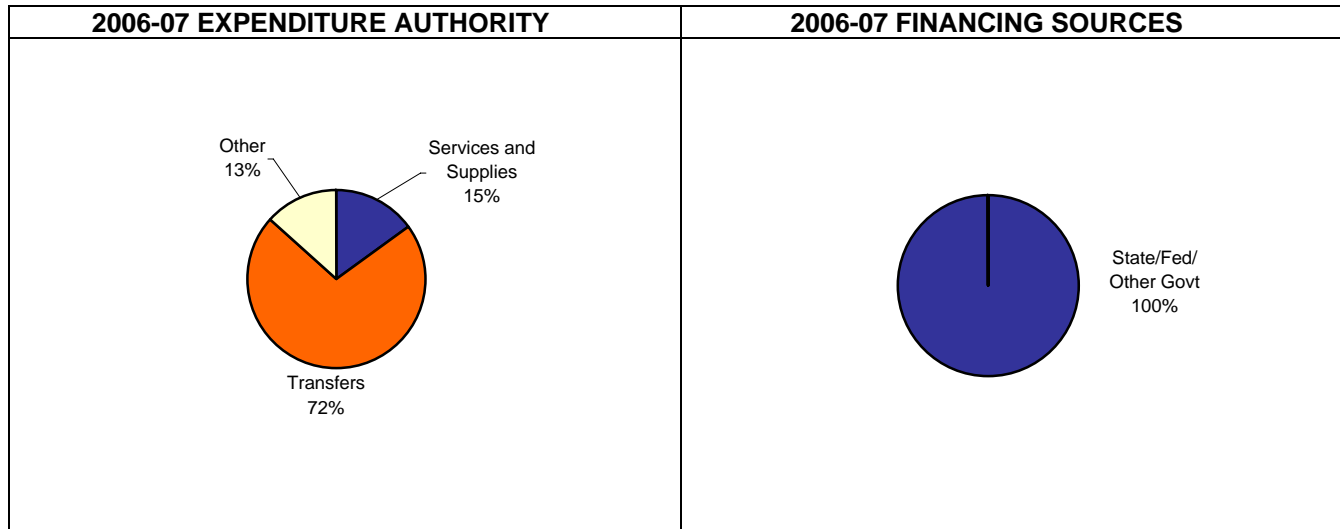 2006-07 EXPENDITURE AUTHORITY
Other
13%
Services and
Supplies
15%
Transfers
72%
2006-07 FINANCING SOURCES
State/Fed/
Other Govt
100%